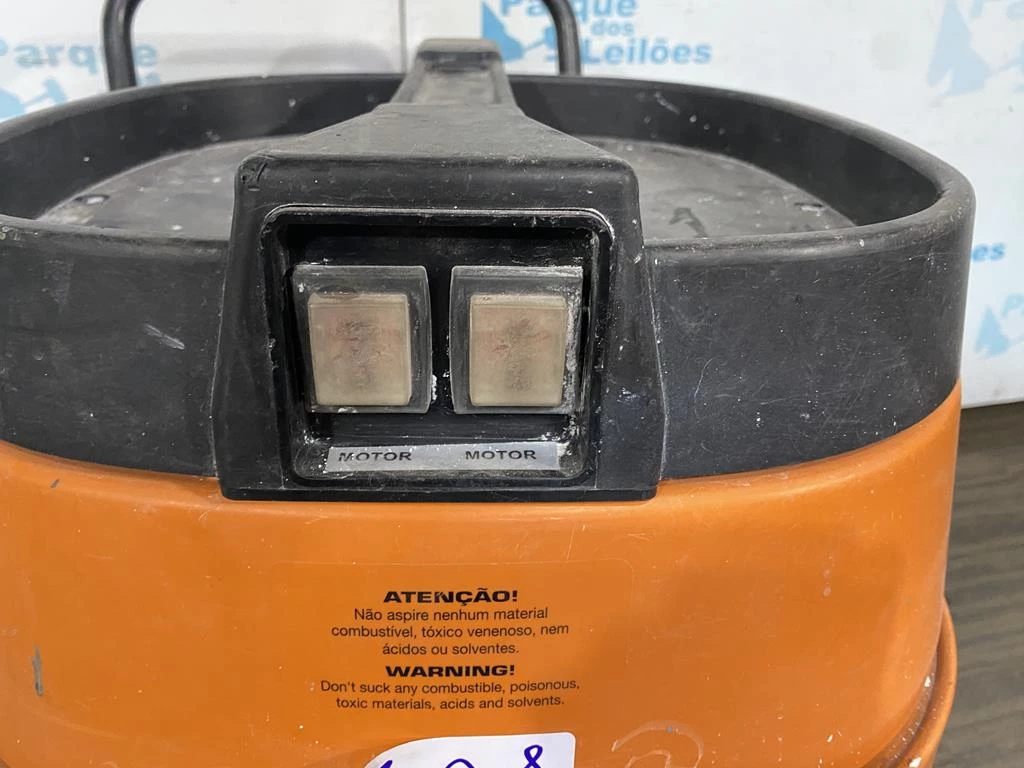 Parque
Parque
dos
Leilões
MOTOR MOTOR
ATENÇÃO!
Não aspire nenhum material
combustível, tóxico venenoso, nem
ácidos ou solventes.
WARNING!
Don't suck any combustible, poisonous,
toxic materials, acids and solvents.